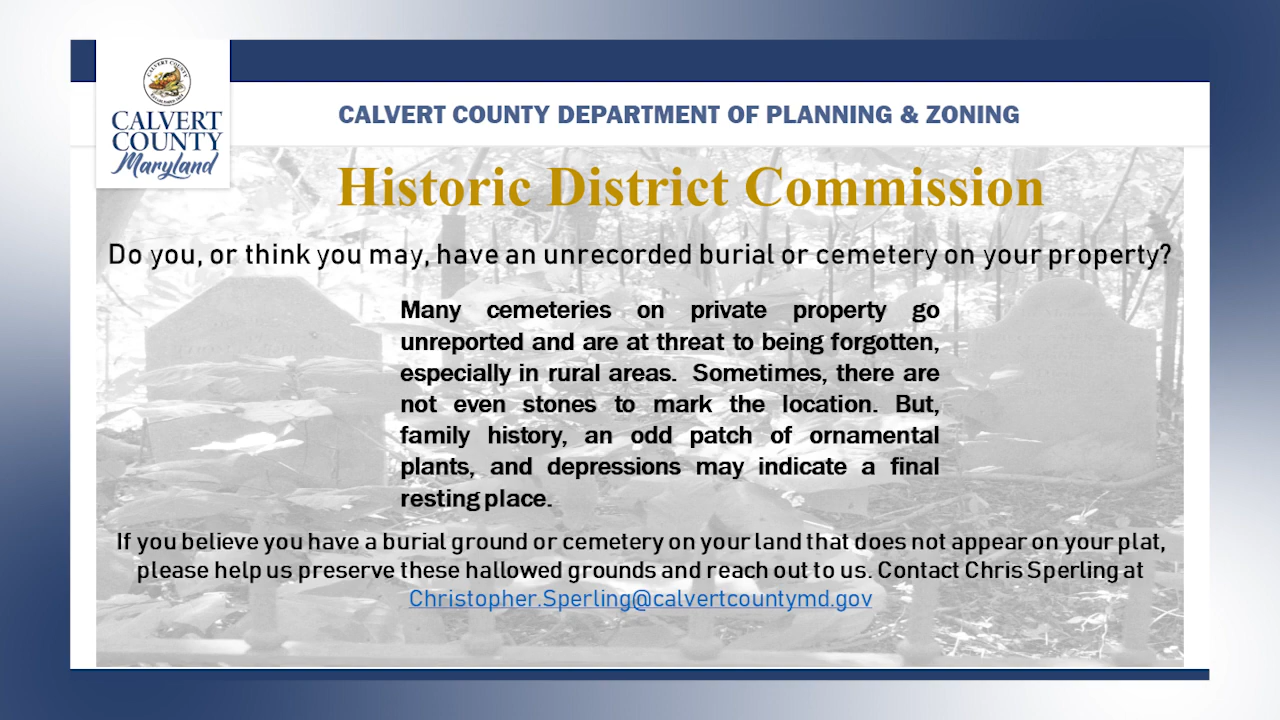 CALVERT COUNTY
CALVERT
COUNTY
Maryland
CALVERT COUNTY DEPARTMENT OF PLANNING & ZONING
Historic District Commission
Do you, or think you may, have an unrecorded burial or cemetery on your property?
Many cemeteries on private property go
unreported and are at threat to being forgotten,
especially in rural areas. Sometimes, there are
not even stones to mark the location. But,
family history, an odd patch of ornamental
plants, and depressions may indicate a final
resting place.
If you believe you have a burial ground or cemetery on your land that does not appear on your plat,
please help us preserve these hallowed grounds and reach out to us. Contact Chris Sperling at
Christopher.Sperling@calvertcountymd.gov